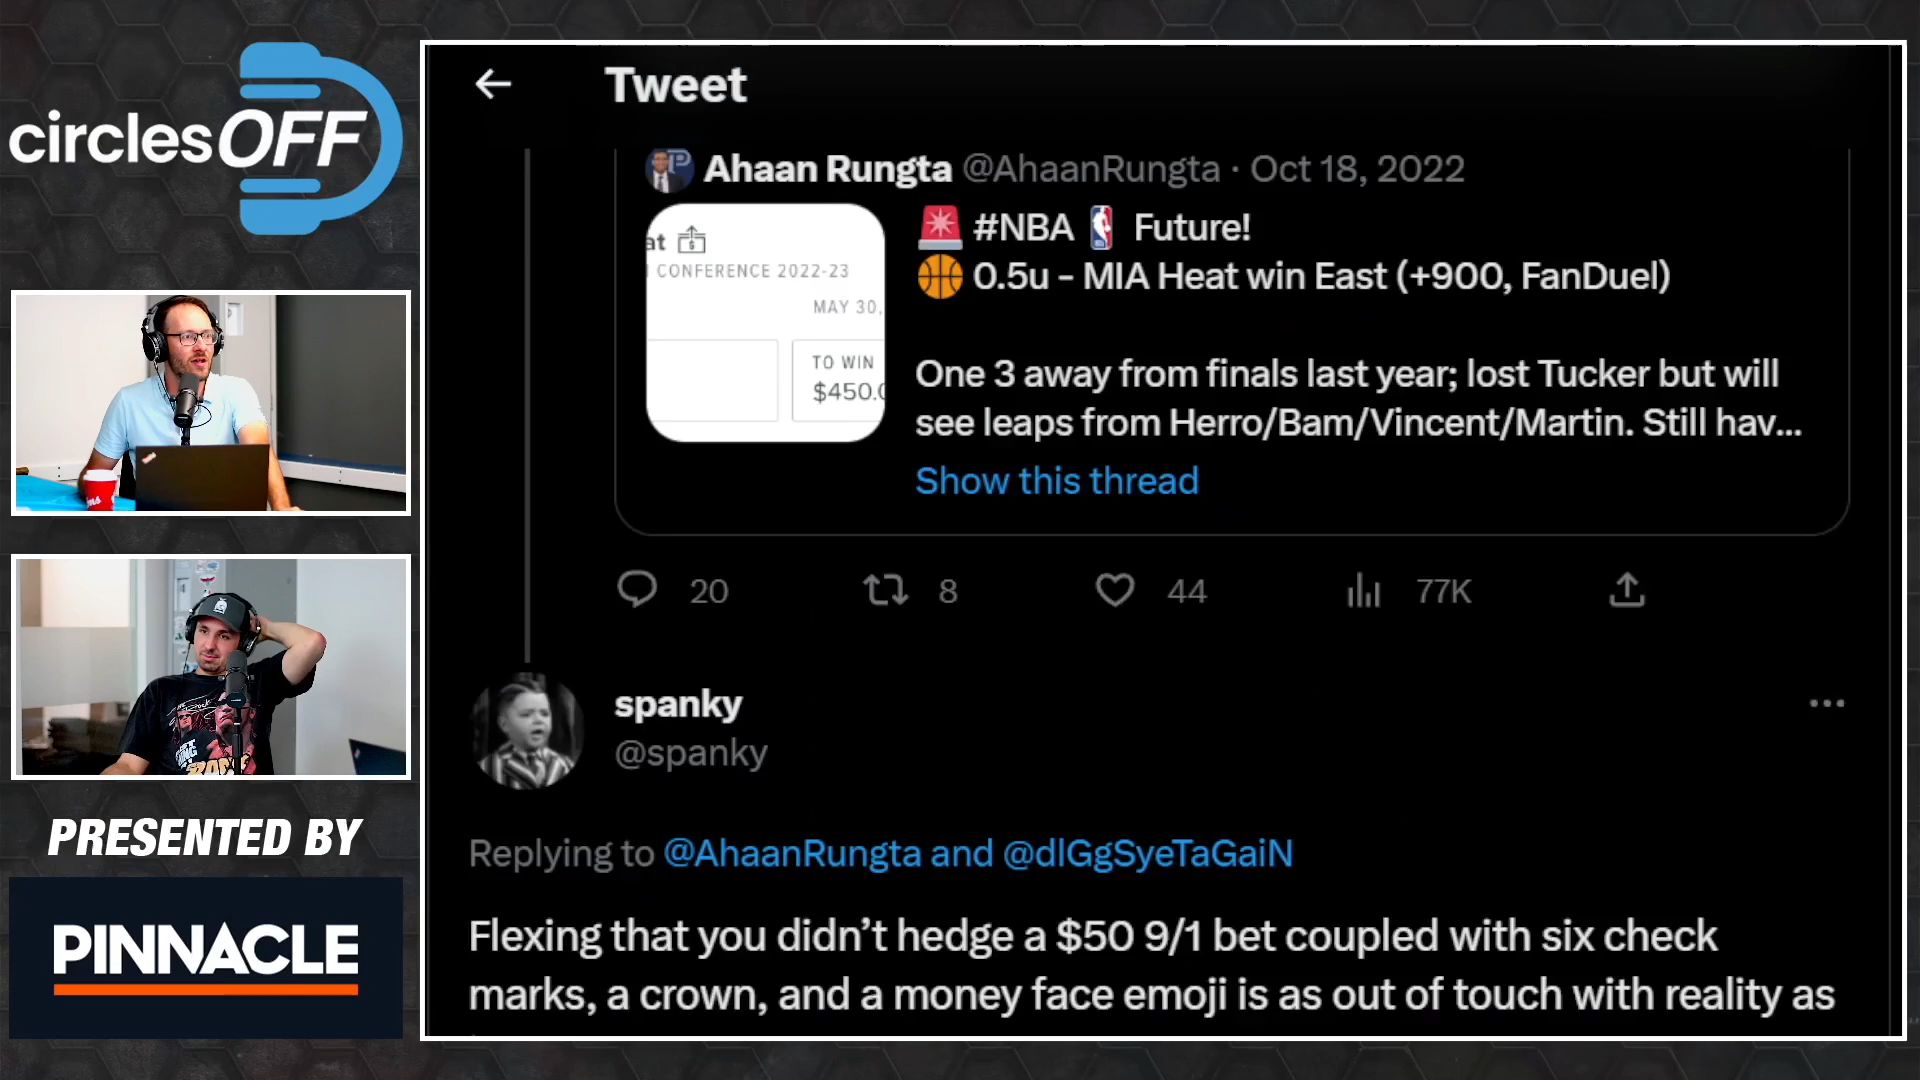 circlesOFF
Tweet
Ahaan Rungta @AhaanRungta · Oct 18, 2022
at
CONFERENCE 2022-23
MAY 30,
TO WIN
$450.0
🚨 #NBA Future!
🏀 0.5u - MIA Heat win East (+900, FanDuel)
One 3 away from finals last year; lost Tucker but will
see leaps from Herro/Bam/Vincent/Martin. Still hav...
Show this thread
20 8 44 77K
spanky
@spanky
Replying to @AhaanRungta and @dlGgSyeTaGaiN
Flexing that you didn't hedge a $50 9/1 bet coupled with six check
marks, a crown, and a money face emoji is as out of touch with reality as
PRESENTED BY
PINNACLE